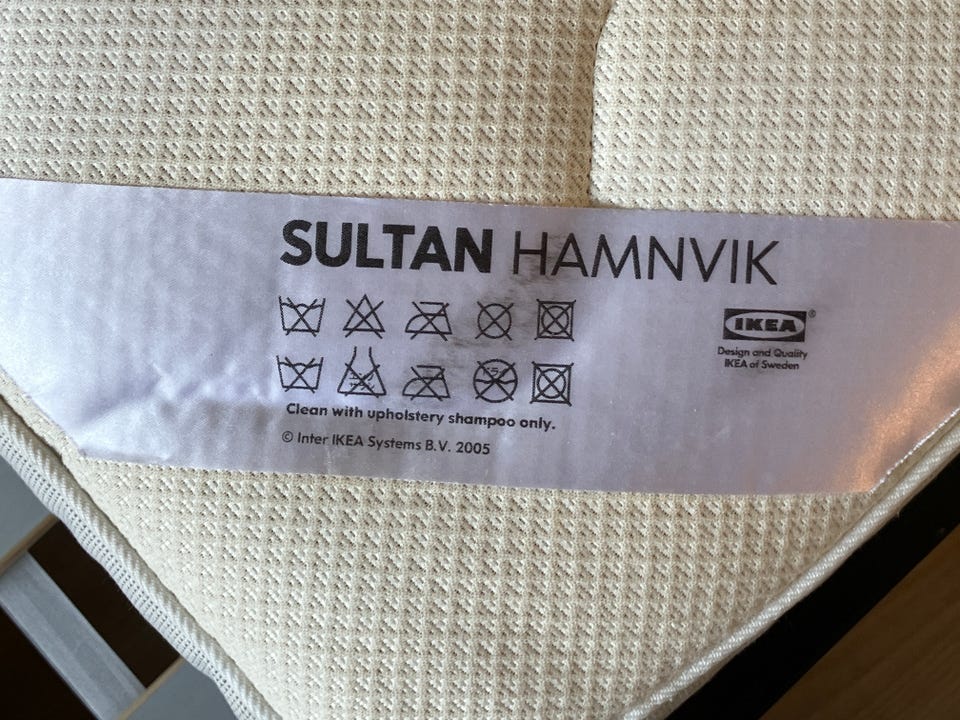 SULTAN HAMNVIK
IKEA®
Design and Quality
IKEA of Sweden
Clean with upholstery shampoo only.
© Inter IKEA Systems B.V. 2005